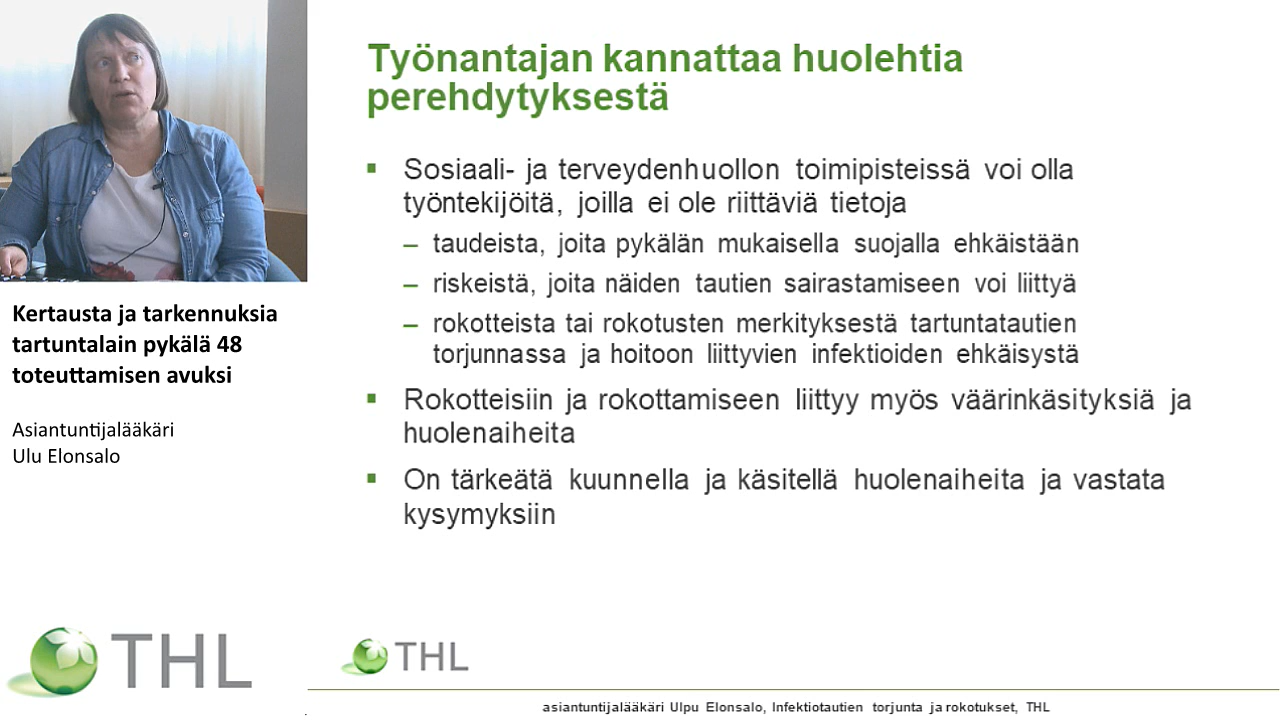 Työnantajan kannattaa huolehtia
perehdytyksestä
▪ Sosiaali- ja terveydenhuollon toimipisteissä voi olla
työntekijöitä, joilla ei ole riittäviä tietoja
– taudeista, joita pykälän mukaisella suojalla ehkäistään
– riskeistä, joita näiden tautien sairastamiseen voi liittyä
– rokotteista tai rokotusten merkityksestä tartuntatautien
torjunnassa ja hoitoon liittyvien infektioiden ehkäisystä
▪ Rokotteisiin ja rokottamiseen liittyy myös väärinkäsityksiä ja
huolenaiheita
▪ On tärkeätä kuunnella ja käsitellä huolenaiheita ja vastata
kysymyksiin
Kertausta ja tarkennuksia
tartuntalain pykälä 48
toteuttamisen avuksi
Asiantuntijalääkäri
Ulu Elonsalo
THL
THL
asiantuntijalääkäri Ulpu Elonsalo, Infektiotautien torjunta ja rokotukset, THL